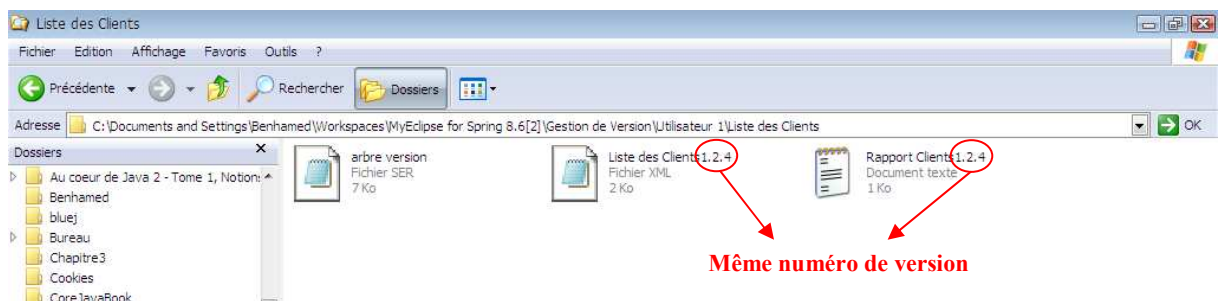 Liste des Clients
Fichier Edition Affichage Favoris Outils ?
Précédente Rechercher Dossiers
Adresse C:\Documents and Settings\Benhamed\Workspaces\MyEclipse for Spring 8.6[2]\Gestion de Version\Utilisateur 1\Liste des Clients OK
Dossiers x
Au coeur de Java 2 - Tome 1, Notion:
Benhamed
bluej
Bureau
Chapitre3
Cookies
CoreJavaBook
arbre version
Fichier SER
7 Ko
Liste des Clients1.2.4
Fichier XML
2 Ko
Rapport Clients1.2.4
Document texte
1 Ko
Même numéro de version